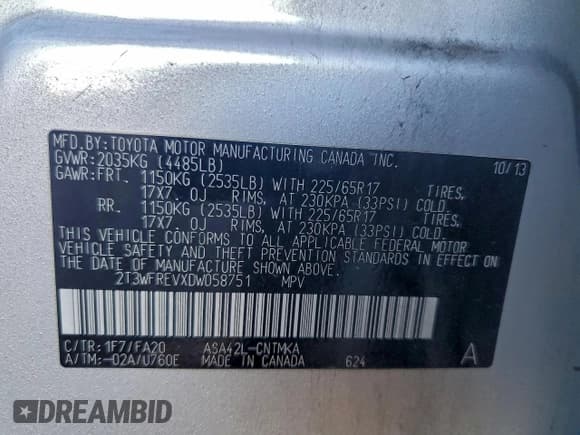 MFD.BY:TOYOTA MOTOR MANUFACTURING CANADA INC.
GVWR:2035KG (4485LB) 10/13
GAWR:FRT. 1150KG (2535LB) WITH 225/65R17 TIRES,
17X7.0J RIMS, AT 230KPA (33PSI) COLD.
RR. 1150KG (2535LB) WITH 225/65R17 TIRES,
17X7.0J RIMS, AT 230KPA (33PSI) COLD.
THIS VEHICLE CONFORMS TO ALL APPLICABLE FEDERAL MOTOR
VEHICLE SAFETY AND THEFT PREVENTION STANDARDS IN EFFECT ON
THE DATE OF MANUFACTURE SHOWN ABOVE.
2T3WFREVXDW058751 MPV
C/TR:1F7/FA20 ASA42L-CNTMKA
A/TM:-02A/U760E MADE IN CANADA 624 A
DREAMBID